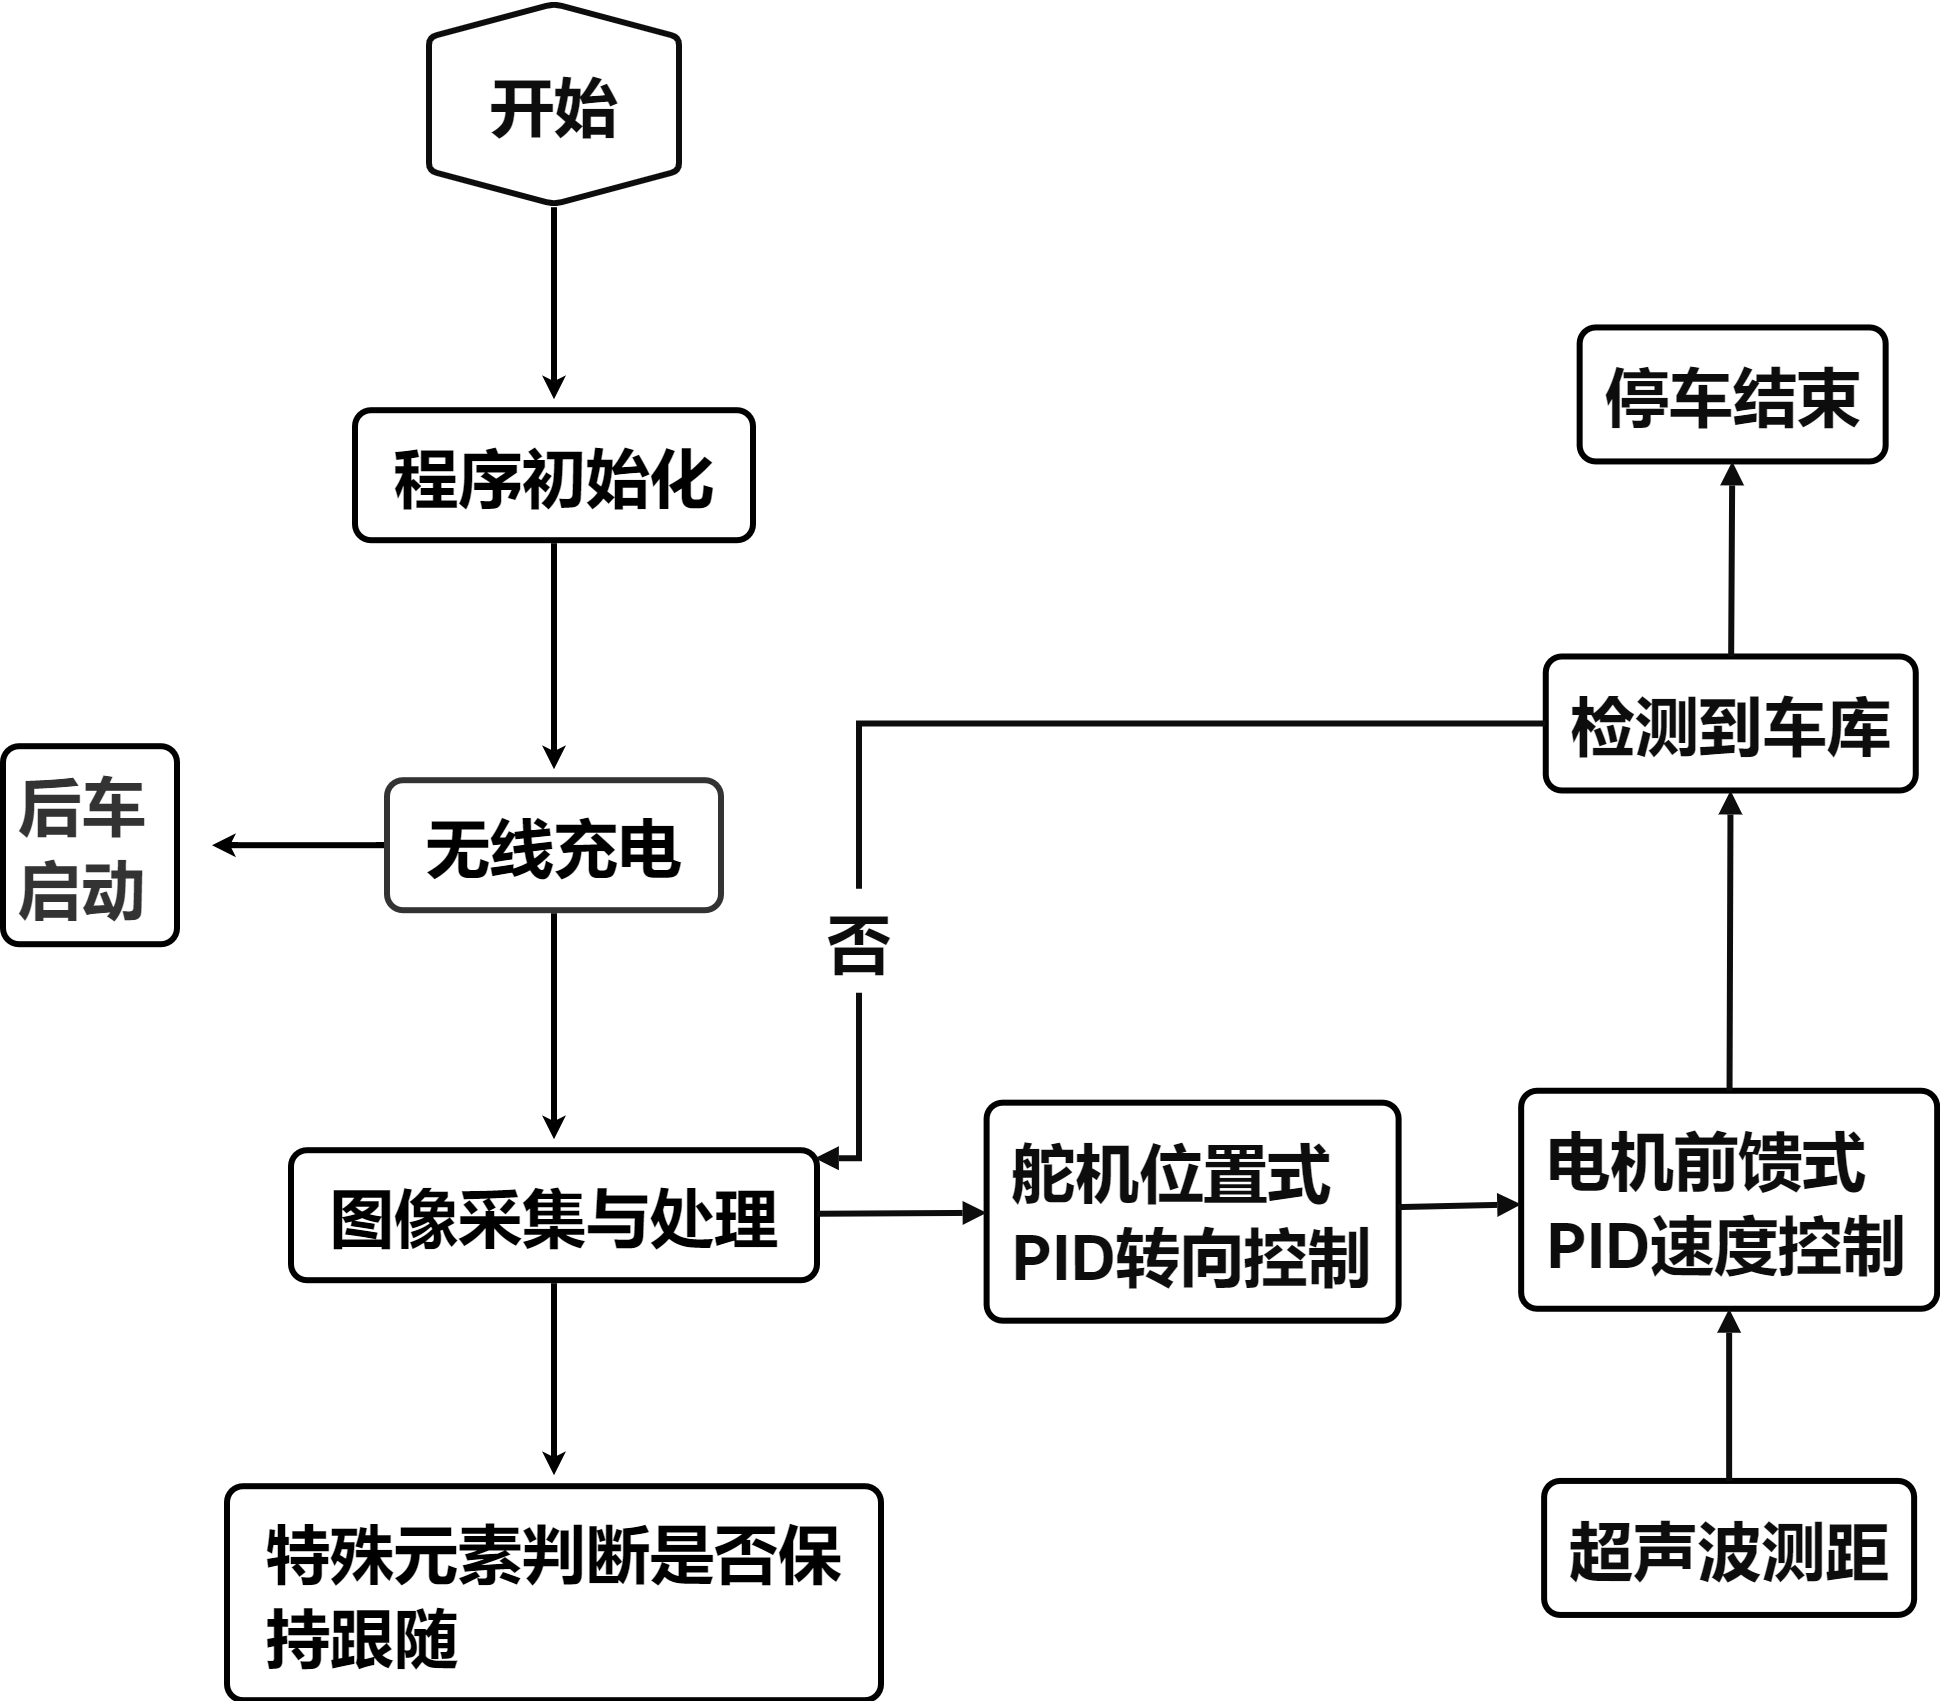 开始
程序初始化
无线充电
后车
启动
图像采集与处理
特殊元素判断是否保
持跟随
否
舵机位置式
PID转向控制
电机前馈式
PID速度控制
超声波测距
检测到车库
停车结束